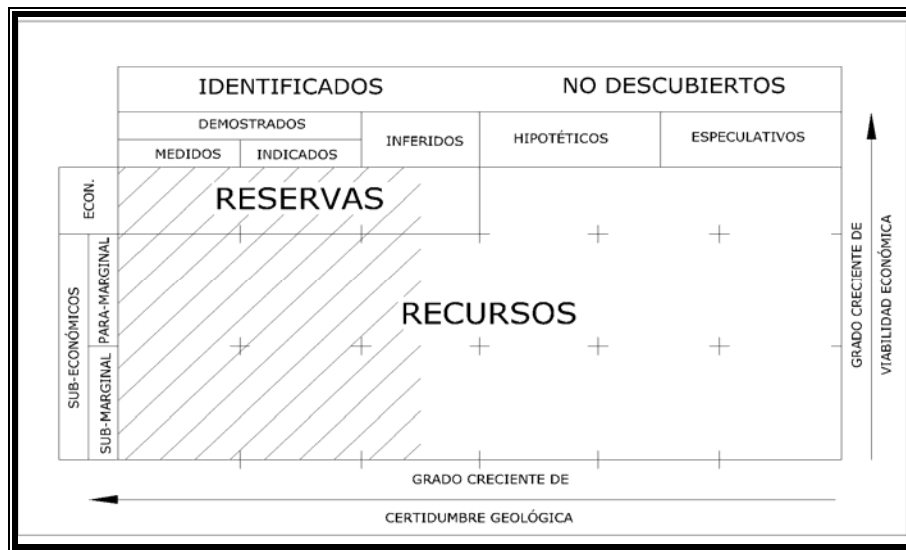 IDENTIFICADOS
NO DESCUBIERTOS
DEMOSTRADOS
INFERIDOS
HIPOTÉTICOS
ESPECULATIVOS
MEDIDOS
INDICADOS
ECON.
RESERVAS
SUB-ECONÓMICOS
PARA-MARGINAL
SUB-MARGINAL
RECURSOS
GRADO CRECIENTE DE
VIABILIDAD ECONÓMICA
GRADO CRECIENTE DE
CERTIDUMBRE GEOLÓGICA